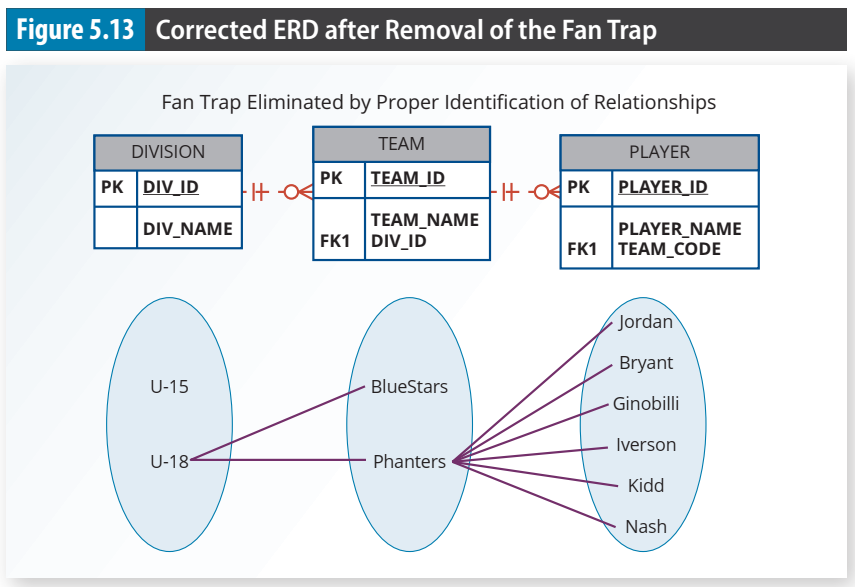 Figure 5.13 Corrected ERD after Removal of the Fan Trap
Fan Trap Eliminated by Proper Identification of Relationships
DIVISION
PK DIV_ID
DIV_NAME
TEAM
PK TEAM_ID
TEAM_NAME
FK1 DIV_ID
PLAYER
PK PLAYER_ID
PLAYER_NAME
FK1 TEAM_CODE
U-15
U-18
BlueStars
Phanters
Jordan
Bryant
Ginobilli
Iverson
Kidd
Nash